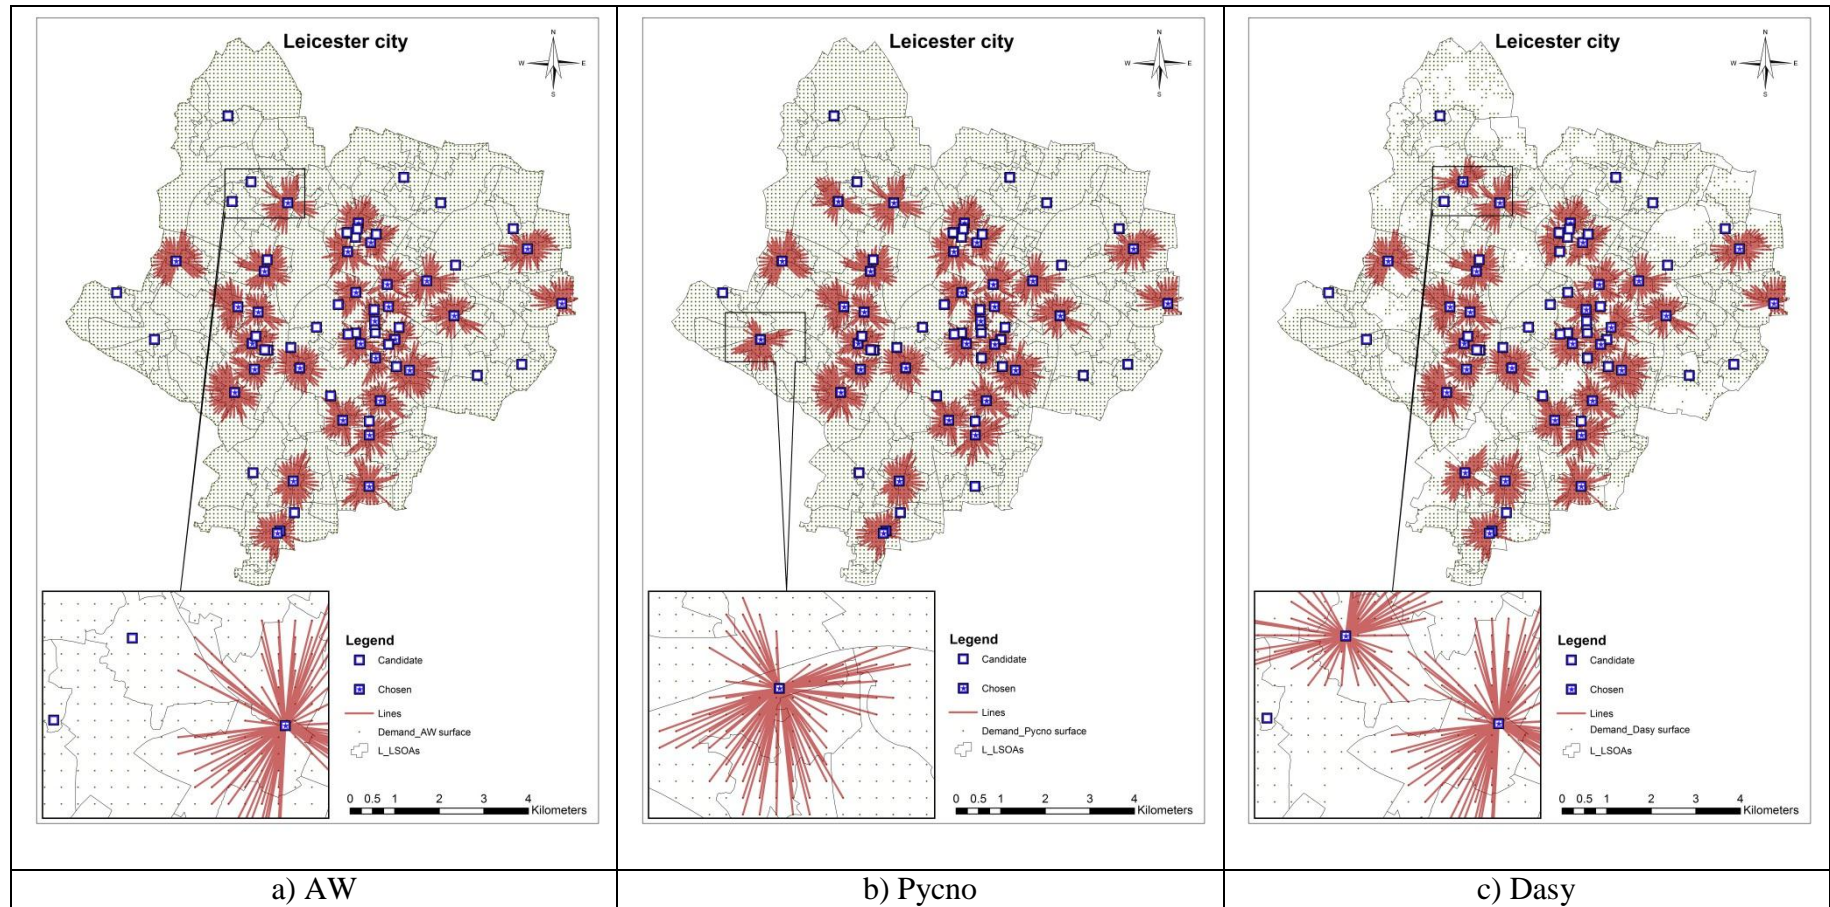 Leicester city
N
W E
S
Legend
Candidate
Chosen
Lines
Demand_AW surface
L_LSOAs
0 0.5 1 2 3 4
Kilometers
a) AW
Leicester city
N
W E
S
Legend
Candidate
Chosen
Lines
Demand_Pycno surface
L_LSOAs
0 0.5 1 2 3 4
Kilometers
b) Pycno
Leicester city
N
W E
S
Legend
Candidate
Chosen
Lines
Demand_Dasy surface
L_LSOAs
0 0.5 1 2 3 4
Kilometers
c) Dasy